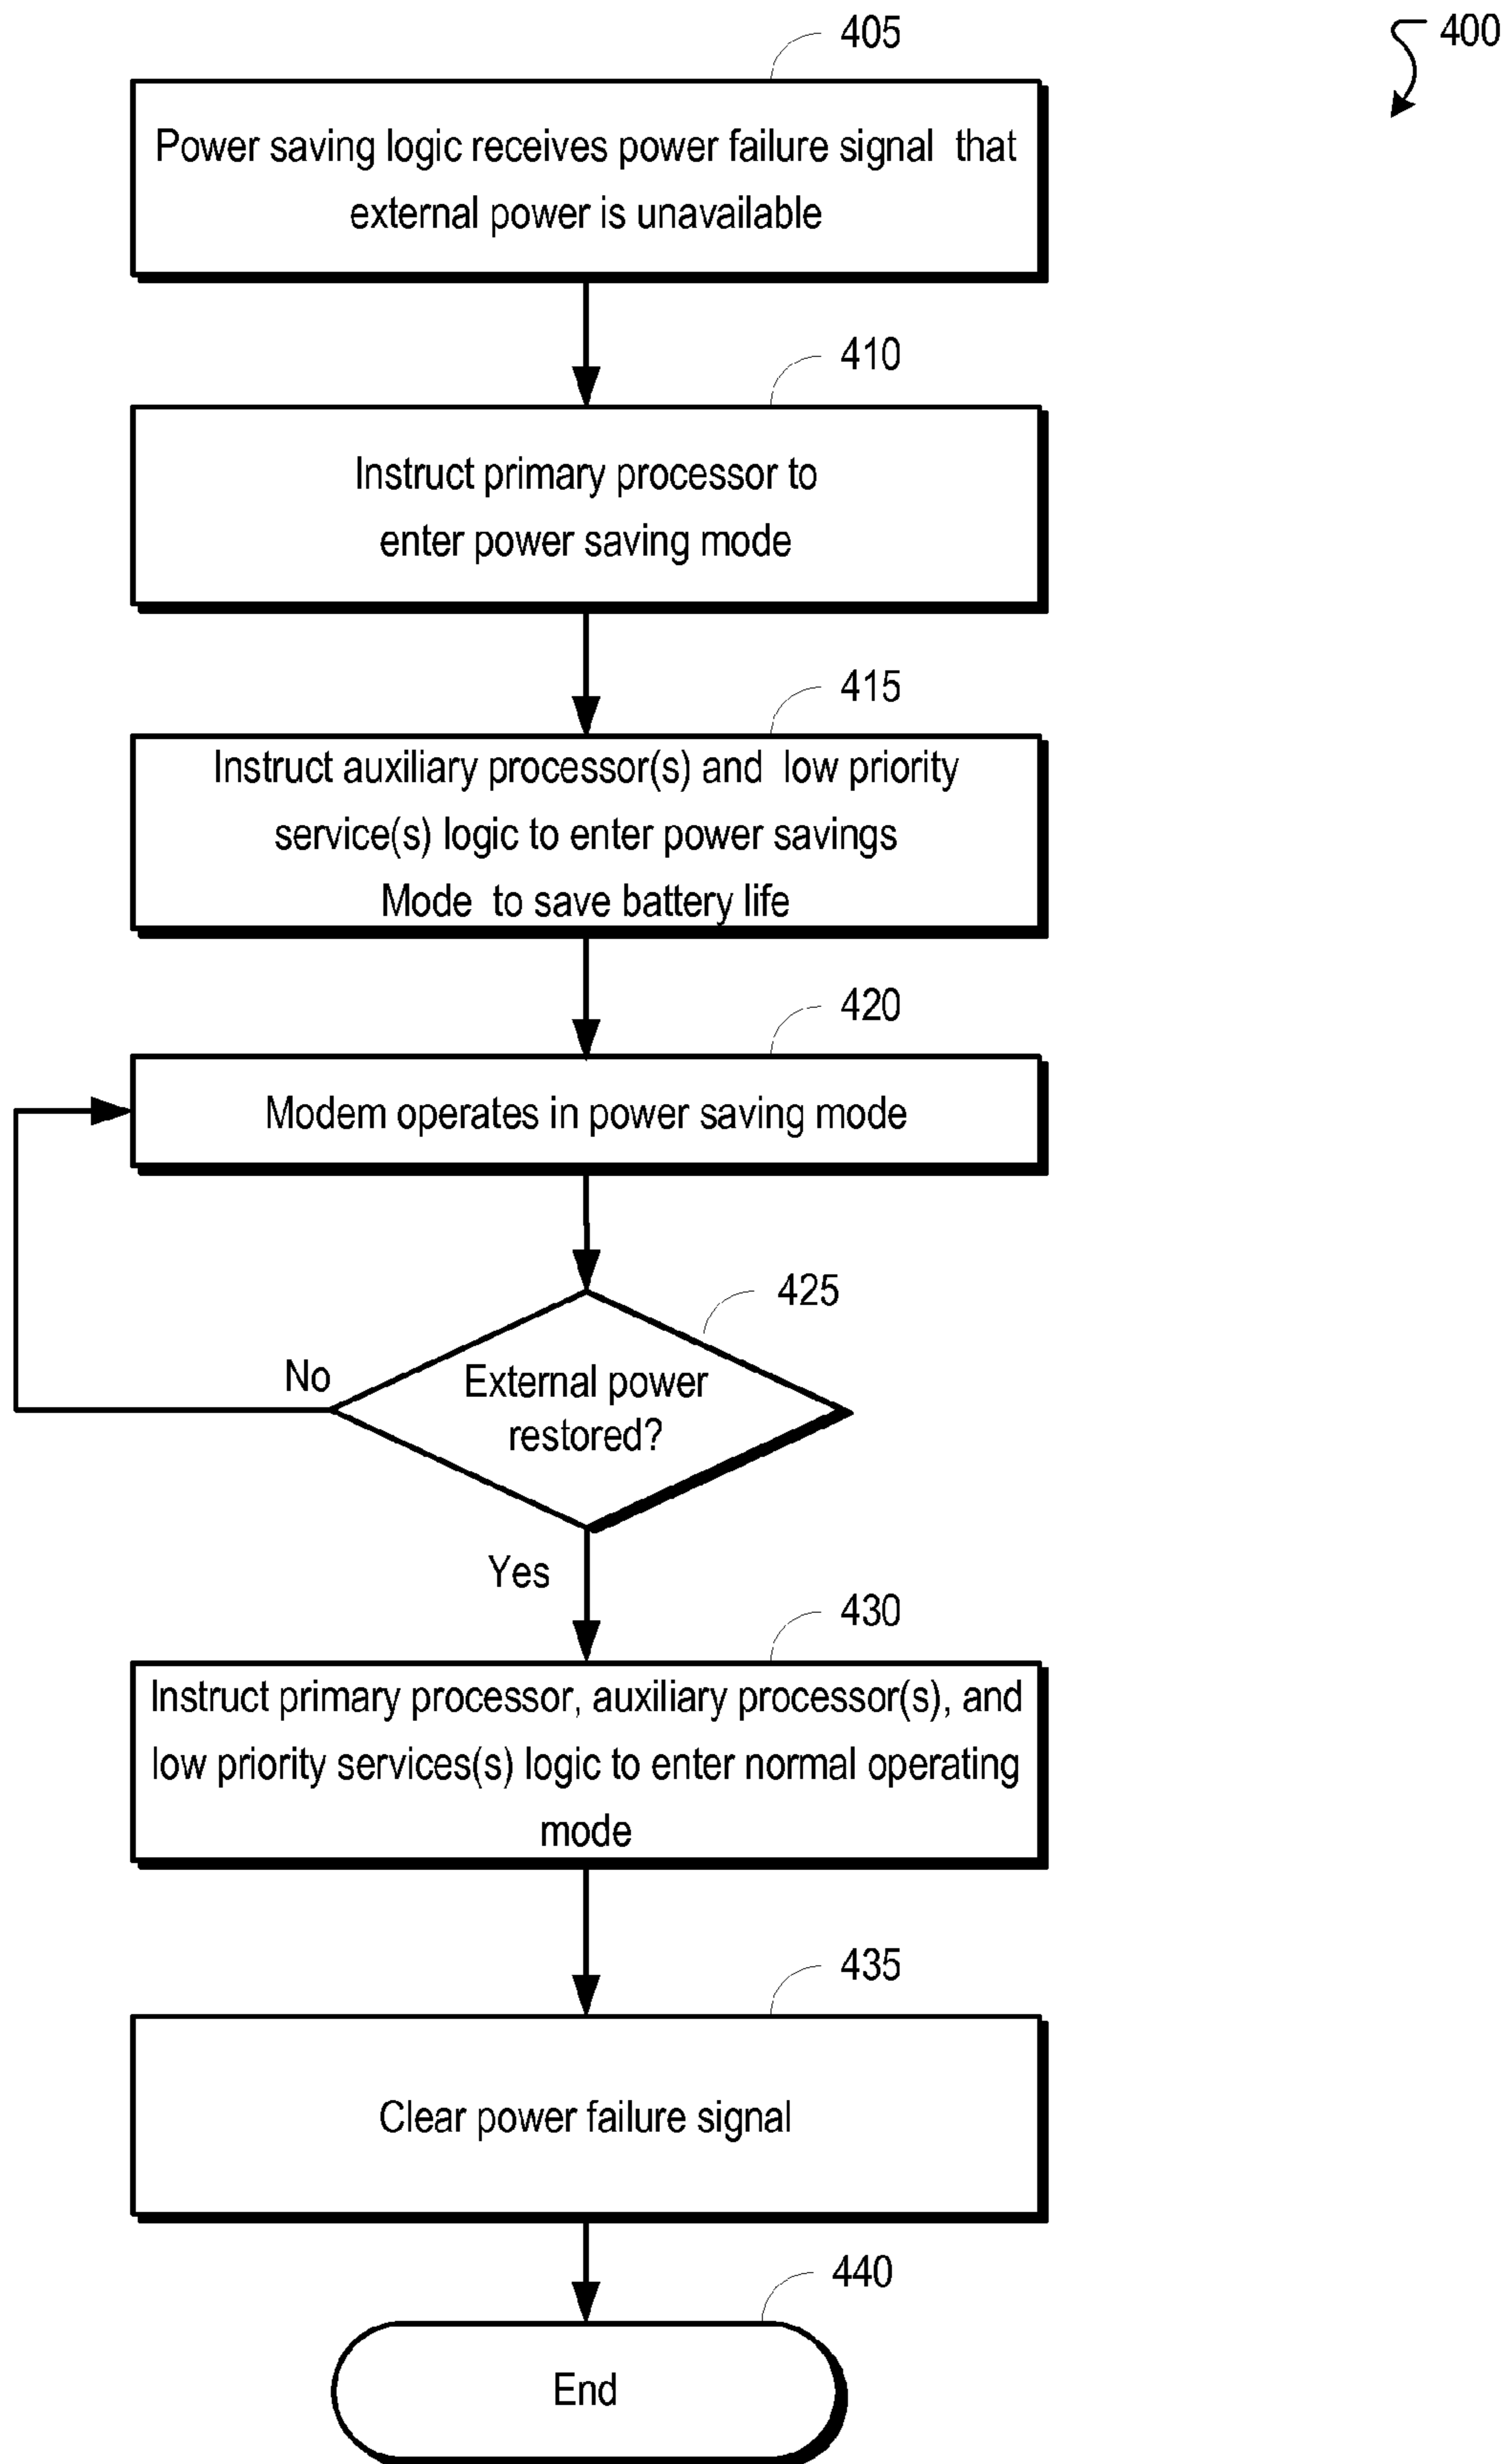 405
400
Power saving logic receives power failure signal that
external power is unavailable
410
Instruct primary processor to
enter power saving mode
415
Instruct auxiliary processor(s) and low priority
service(s) logic to enter power savings
Mode to save battery life
420
Modem operates in power saving mode
425
No
External power
restored?
Yes
430
Instruct primary processor, auxiliary processor(s), and
low priority services(s) logic to enter normal operating
mode
435
Clear power failure signal
440
End